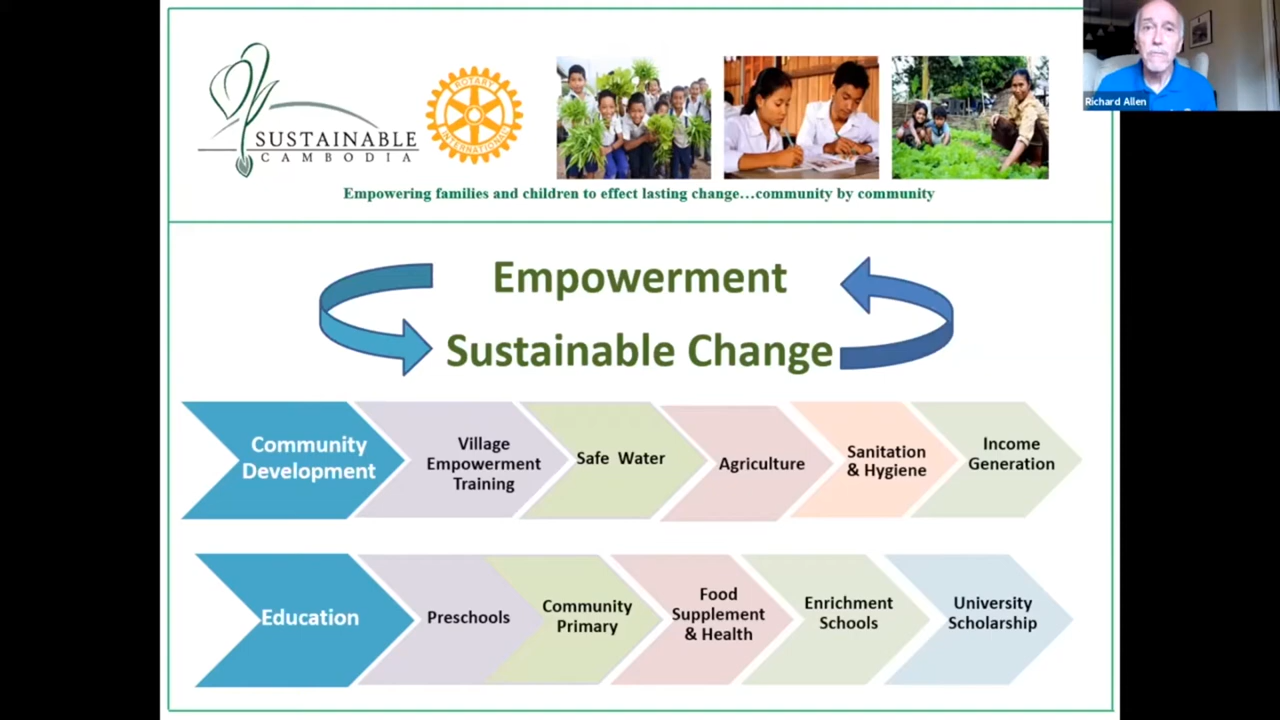 Richard Allen
SUSTAINABLE
CAMBODIA
ROTARY
INTERNATIONAL
Empowering families and children to effect lasting change...community by community
Empowerment
Sustainable Change
Community
Development
Village
Empowerment
Training
Safe Water
Agriculture
Sanitation
& Hygiene
Income
Generation
Education
Preschools
Community
Primary
Food
Supplement
& Health
Enrichment
Schools
University
Scholarship